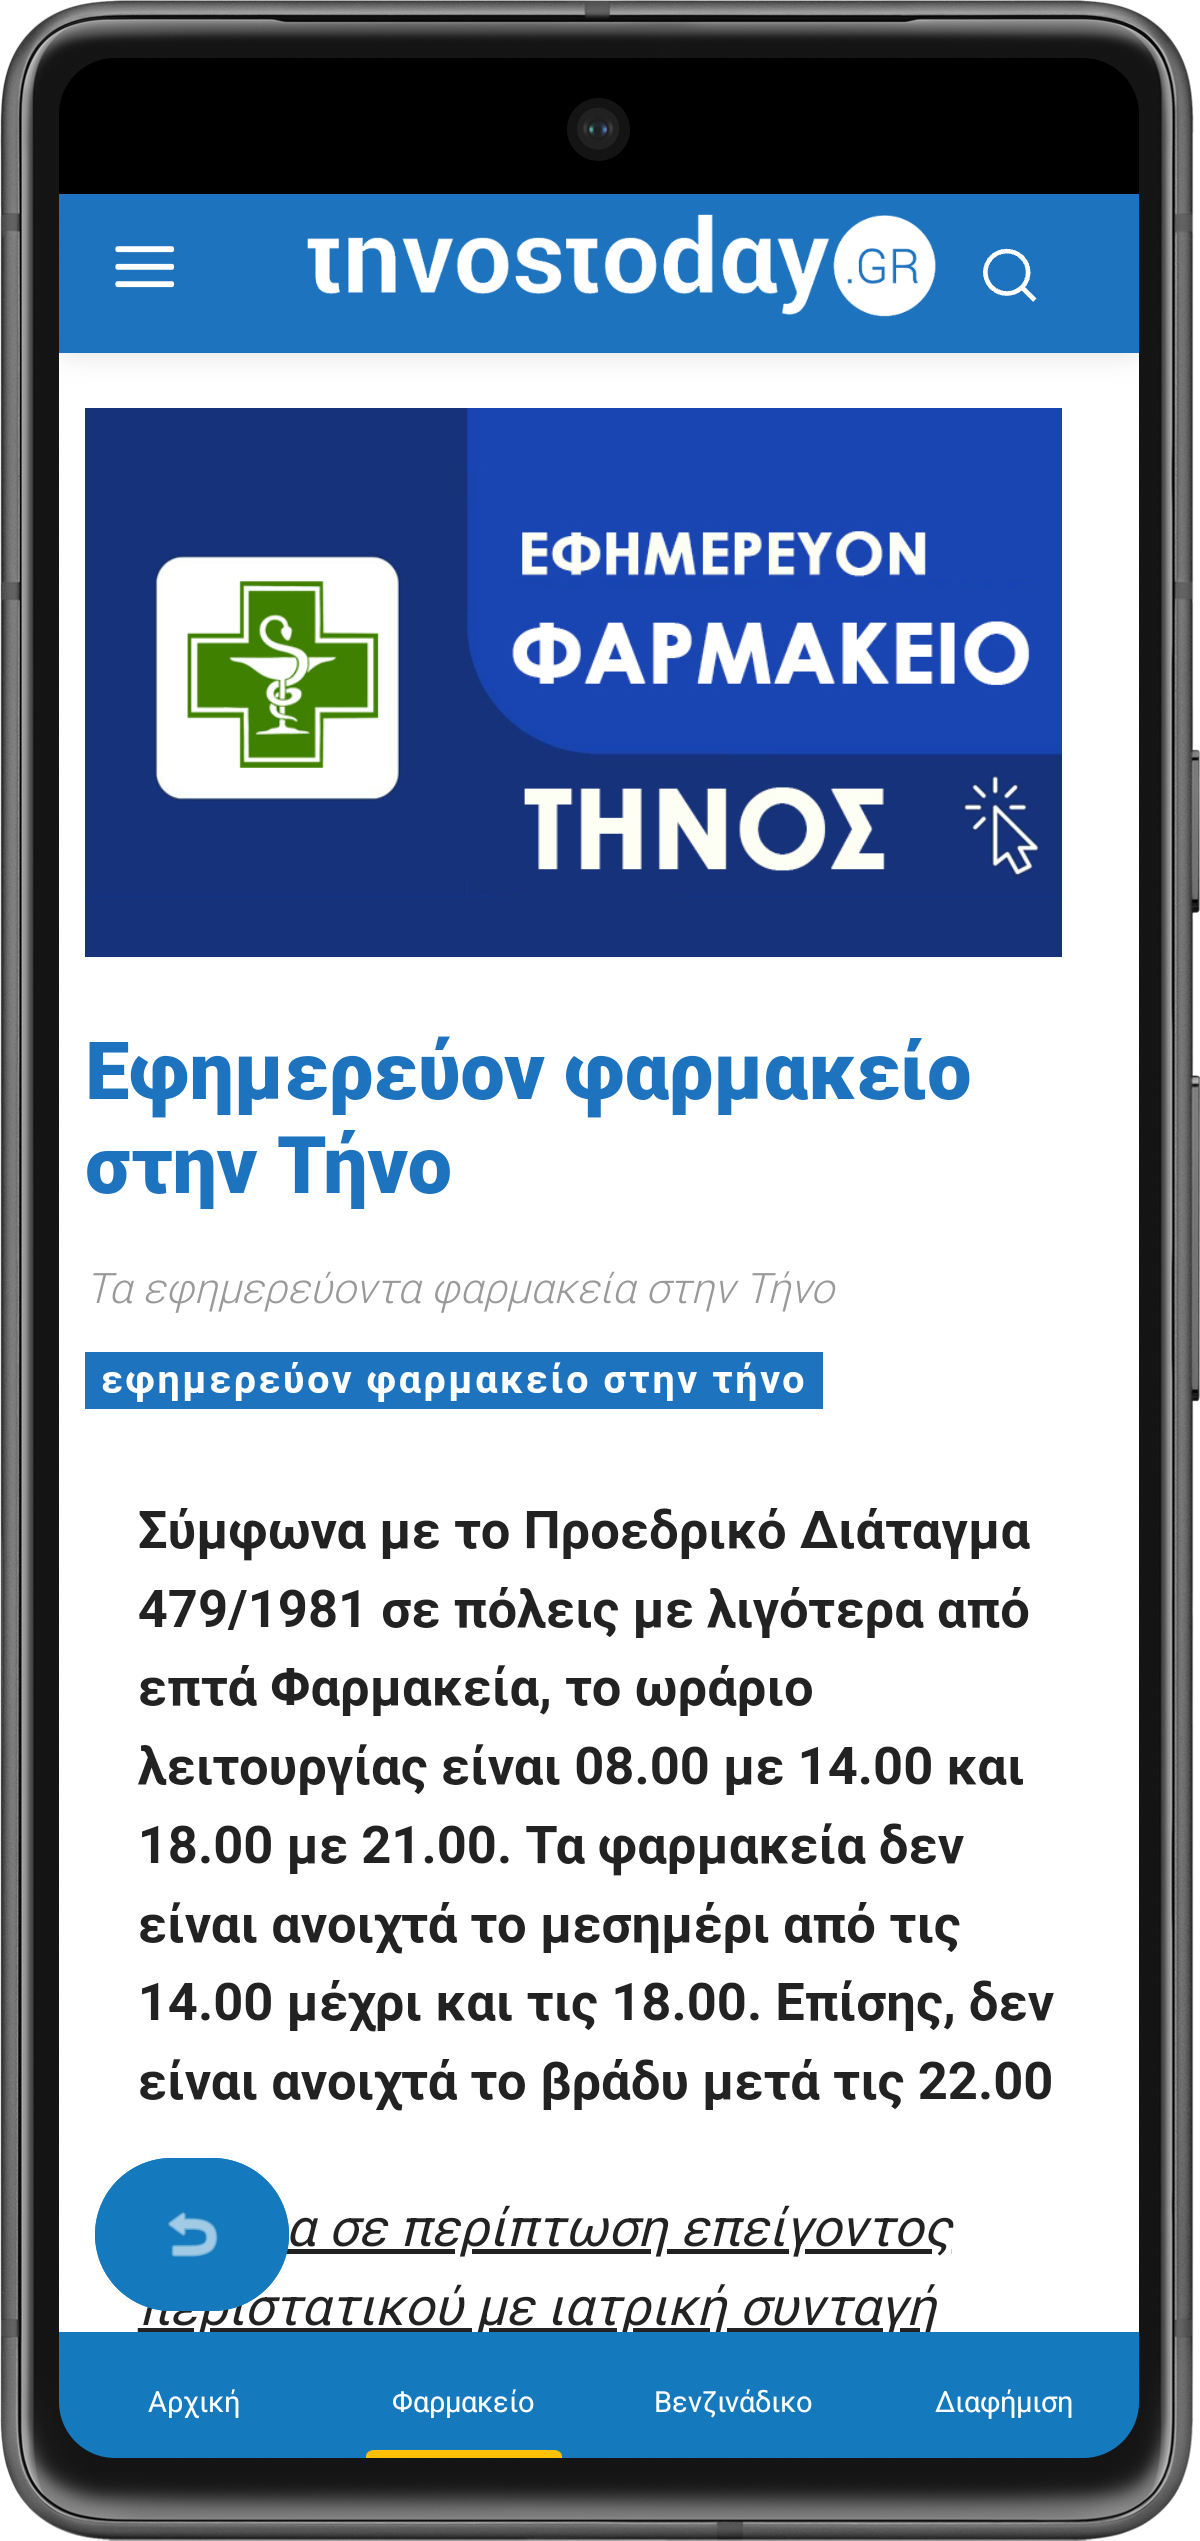 τηνοsτoday.GR
ΕΦΗΜΕΡΕΥΟΝ
ΦΑΡΜΑΚΕΙΟ
ΤΗΝΟΣ
Εφημερεύον φαρμακείο
στην Τήνο
Τα εφημερεύοντα φαρμακεία στην Τήνο
εφημερεύον φαρμακείο στην τήνο
Σύμφωνα με το Προεδρικό Διάταγμα
479/1981 σε πόλεις με λιγότερα από
επτά Φαρμακεία, το ωράριο
λειτουργίας είναι 08.00 με 14.00 και
18.00 με 21.00. Τα φαρμακεία δεν
είναι ανοιχτά το μεσημέρι από τις
14.00 μέχρι και τις 18.00. Επίσης, δεν
είναι ανοιχτά το βράδυ μετά τις 22.00
σε περίπτωση επείγοντος
περιστατικού με ιατρική συνταγή
Αρχική
Φαρμακείο
Βενζινάδικο
Διαφήμιση